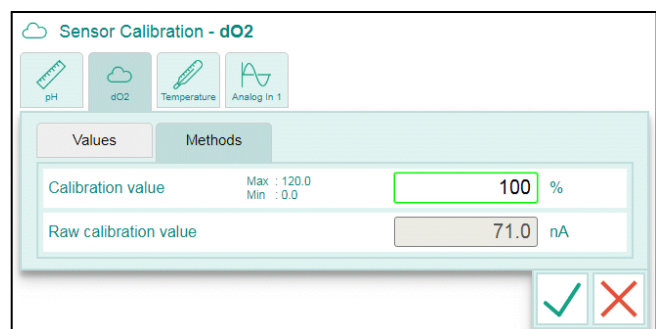 Sensor Calibration - dO2
pH dO2 Temperature Analog In 1
Values Methods
Calibration value Max : 120.0 100 %
Min : 0.0
Raw calibration value 71.0 nA